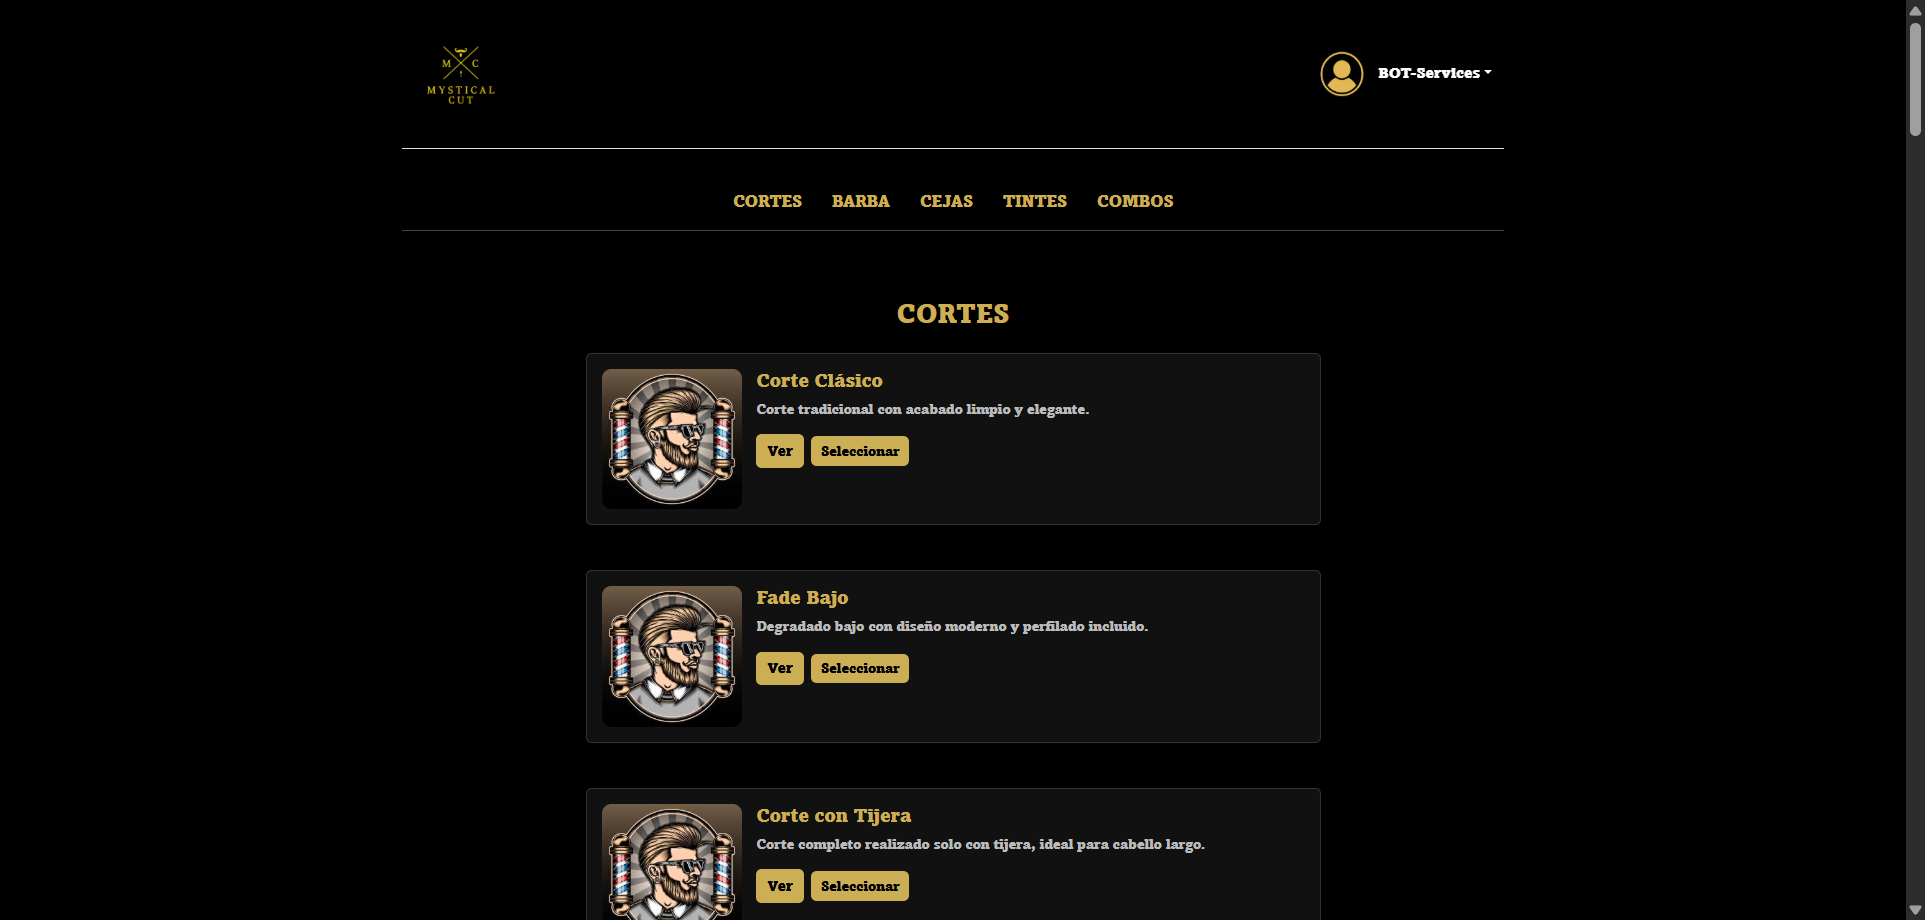 M C
MYSTICAL
CUT
BOT-Services
CORTES BARBA CEJAS TINTES COMBOS
CORTES
Corte Clásico
Corte tradicional con acabado limpio y elegante.
Ver Seleccionar
Fade Bajo
Degradado bajo con diseño moderno y perfilado incluido.
Ver Seleccionar
Corte con Tijera
Corte completo realizado solo con tijera, ideal para cabello largo.
Ver Seleccionar